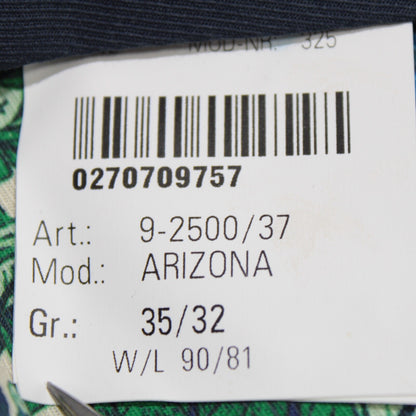 MOD-NR. 325
0270709757
Art.: 9-2500/37
Mod.: ARIZONA
Gr.: 35/32
W/L 90/81